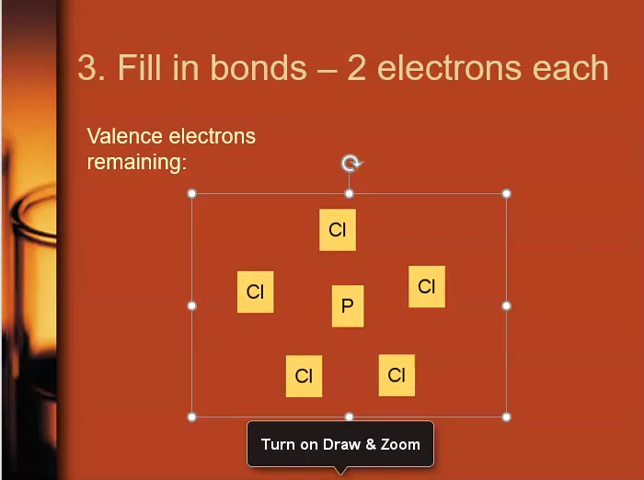 3. Fill in bonds – 2 electrons each
Valence electrons
remaining:
Cl
Cl
Cl
P
Cl
Cl
Turn on Draw & Zoom